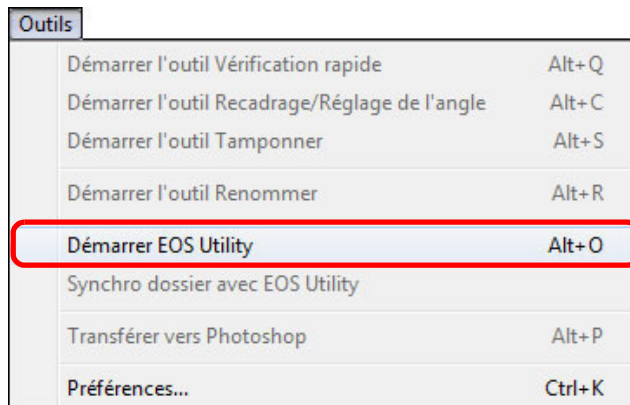 Outils
Démarrer l'outil Vérification rapide Alt+Q
Démarrer l'outil Recadrage/Réglage de l'angle Alt+C
Démarrer l'outil Tamponner Alt+S
Démarrer l'outil Renommer Alt+R
Démarrer EOS Utility Alt+O
Synchro dossier avec EOS Utility
Transférer vers Photoshop Alt+P
Préférences... Ctrl+K